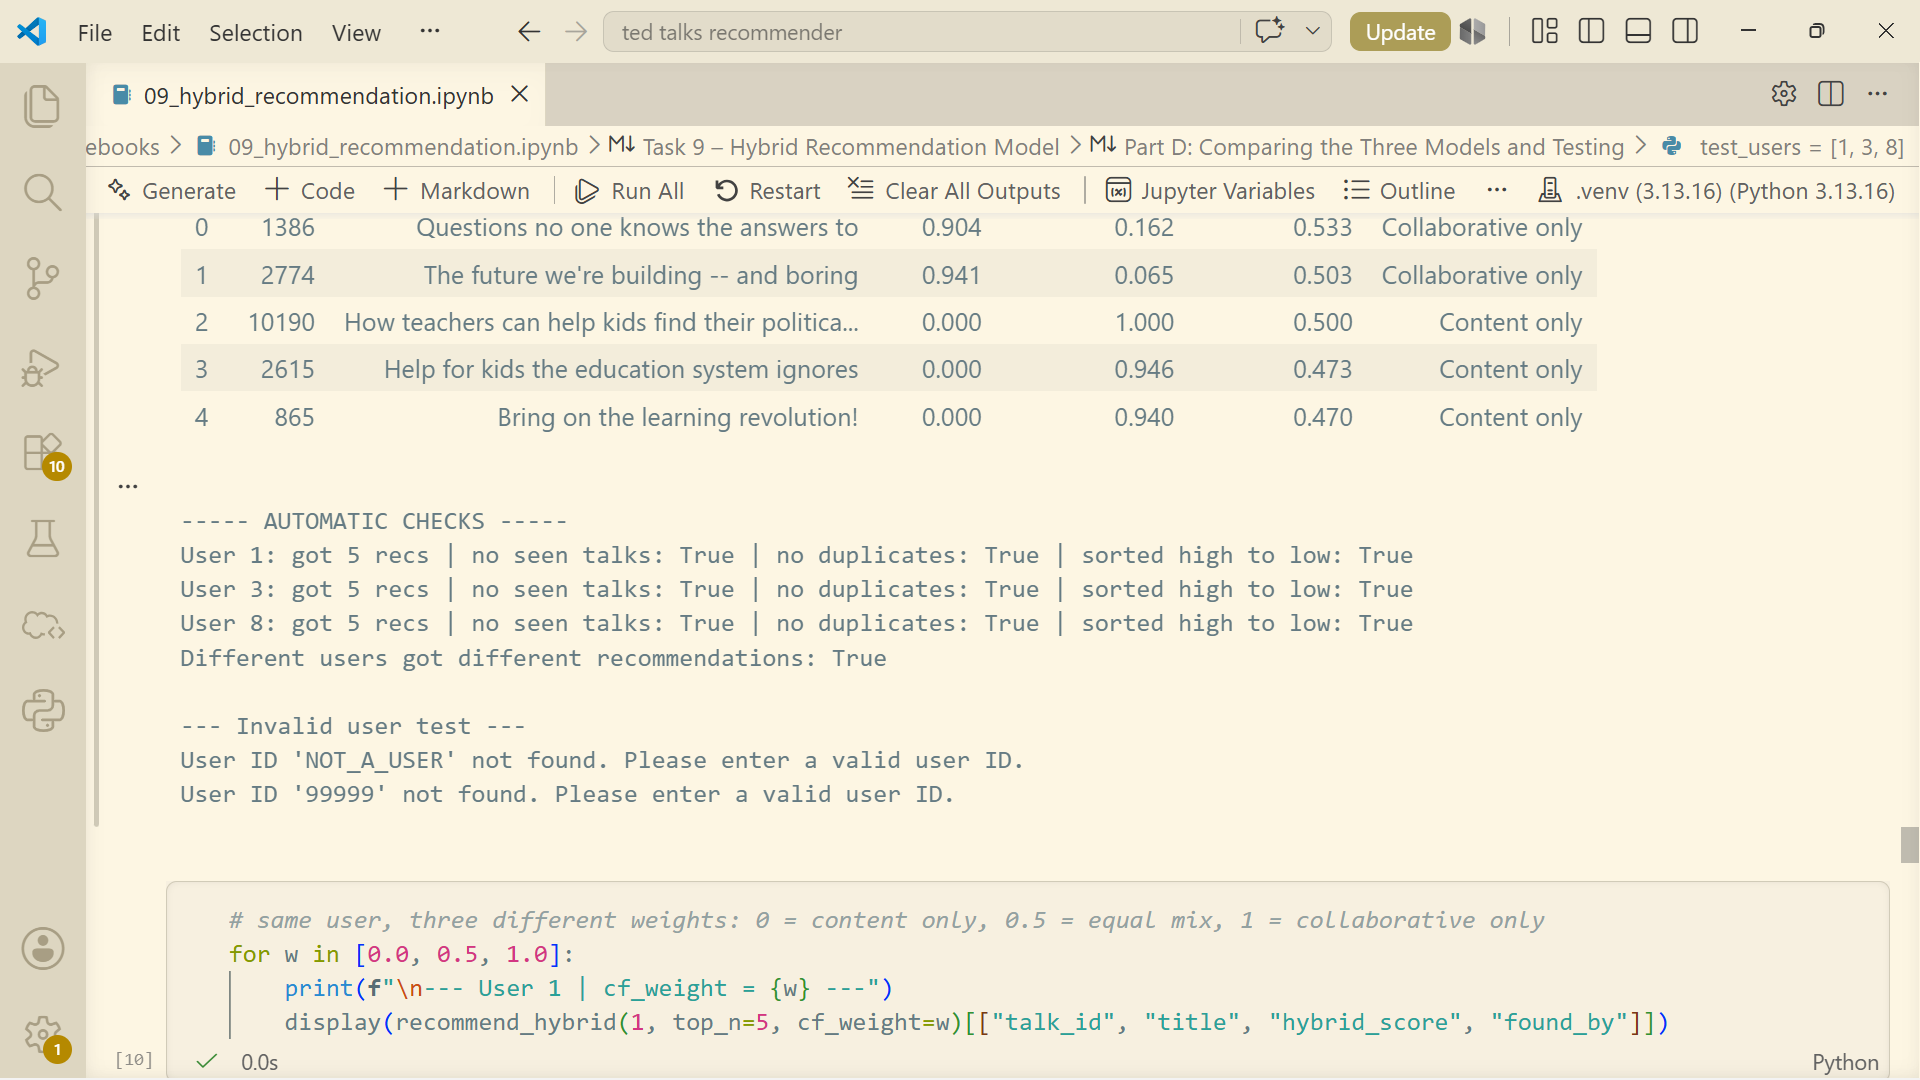 File Edit Selection View ... ted talks recommender Update
09_hybrid_recommendation.ipynb
ebooks > 09_hybrid_recommendation.ipynb > M↓ Task 9 – Hybrid Recommendation Model > M↓ Part D: Comparing the Three Models and Testing > test_users = [1, 3, 8]
Generate + Code + Markdown | Run All Restart Clear All Outputs | Jupyter Variables Outline ... .venv (3.13.16) (Python 3.13.16)
0 1386 Questions no one knows the answers to 0.904 0.162 0.533 Collaborative only
1 2774 The future we're building -- and boring 0.941 0.065 0.503 Collaborative only
2 10190 How teachers can help kids find their politica... 0.000 1.000 0.500 Content only
3 2615 Help for kids the education system ignores 0.000 0.946 0.473 Content only
4 865 Bring on the learning revolution! 0.000 0.940 0.470 Content only
10
...
----- AUTOMATIC CHECKS -----
User 1: got 5 recs | no seen talks: True | no duplicates: True | sorted high to low: True
User 3: got 5 recs | no seen talks: True | no duplicates: True | sorted high to low: True
User 8: got 5 recs | no seen talks: True | no duplicates: True | sorted high to low: True
Different users got different recommendations: True
--- Invalid user test ---
User ID 'NOT_A_USER' not found. Please enter a valid user ID.
User ID '99999' not found. Please enter a valid user ID.
# same user, three different weights: 0 = content only, 0.5 = equal mix, 1 = collaborative only
for w in [0.0, 0.5, 1.0]:
    print(f"\n--- User 1 | cf_weight = {w} ---")
    display(recommend_hybrid(1, top_n=5, cf_weight=w)[["talk_id", "title", "hybrid_score", "found_by"]])
1
[10] 0.0s Python